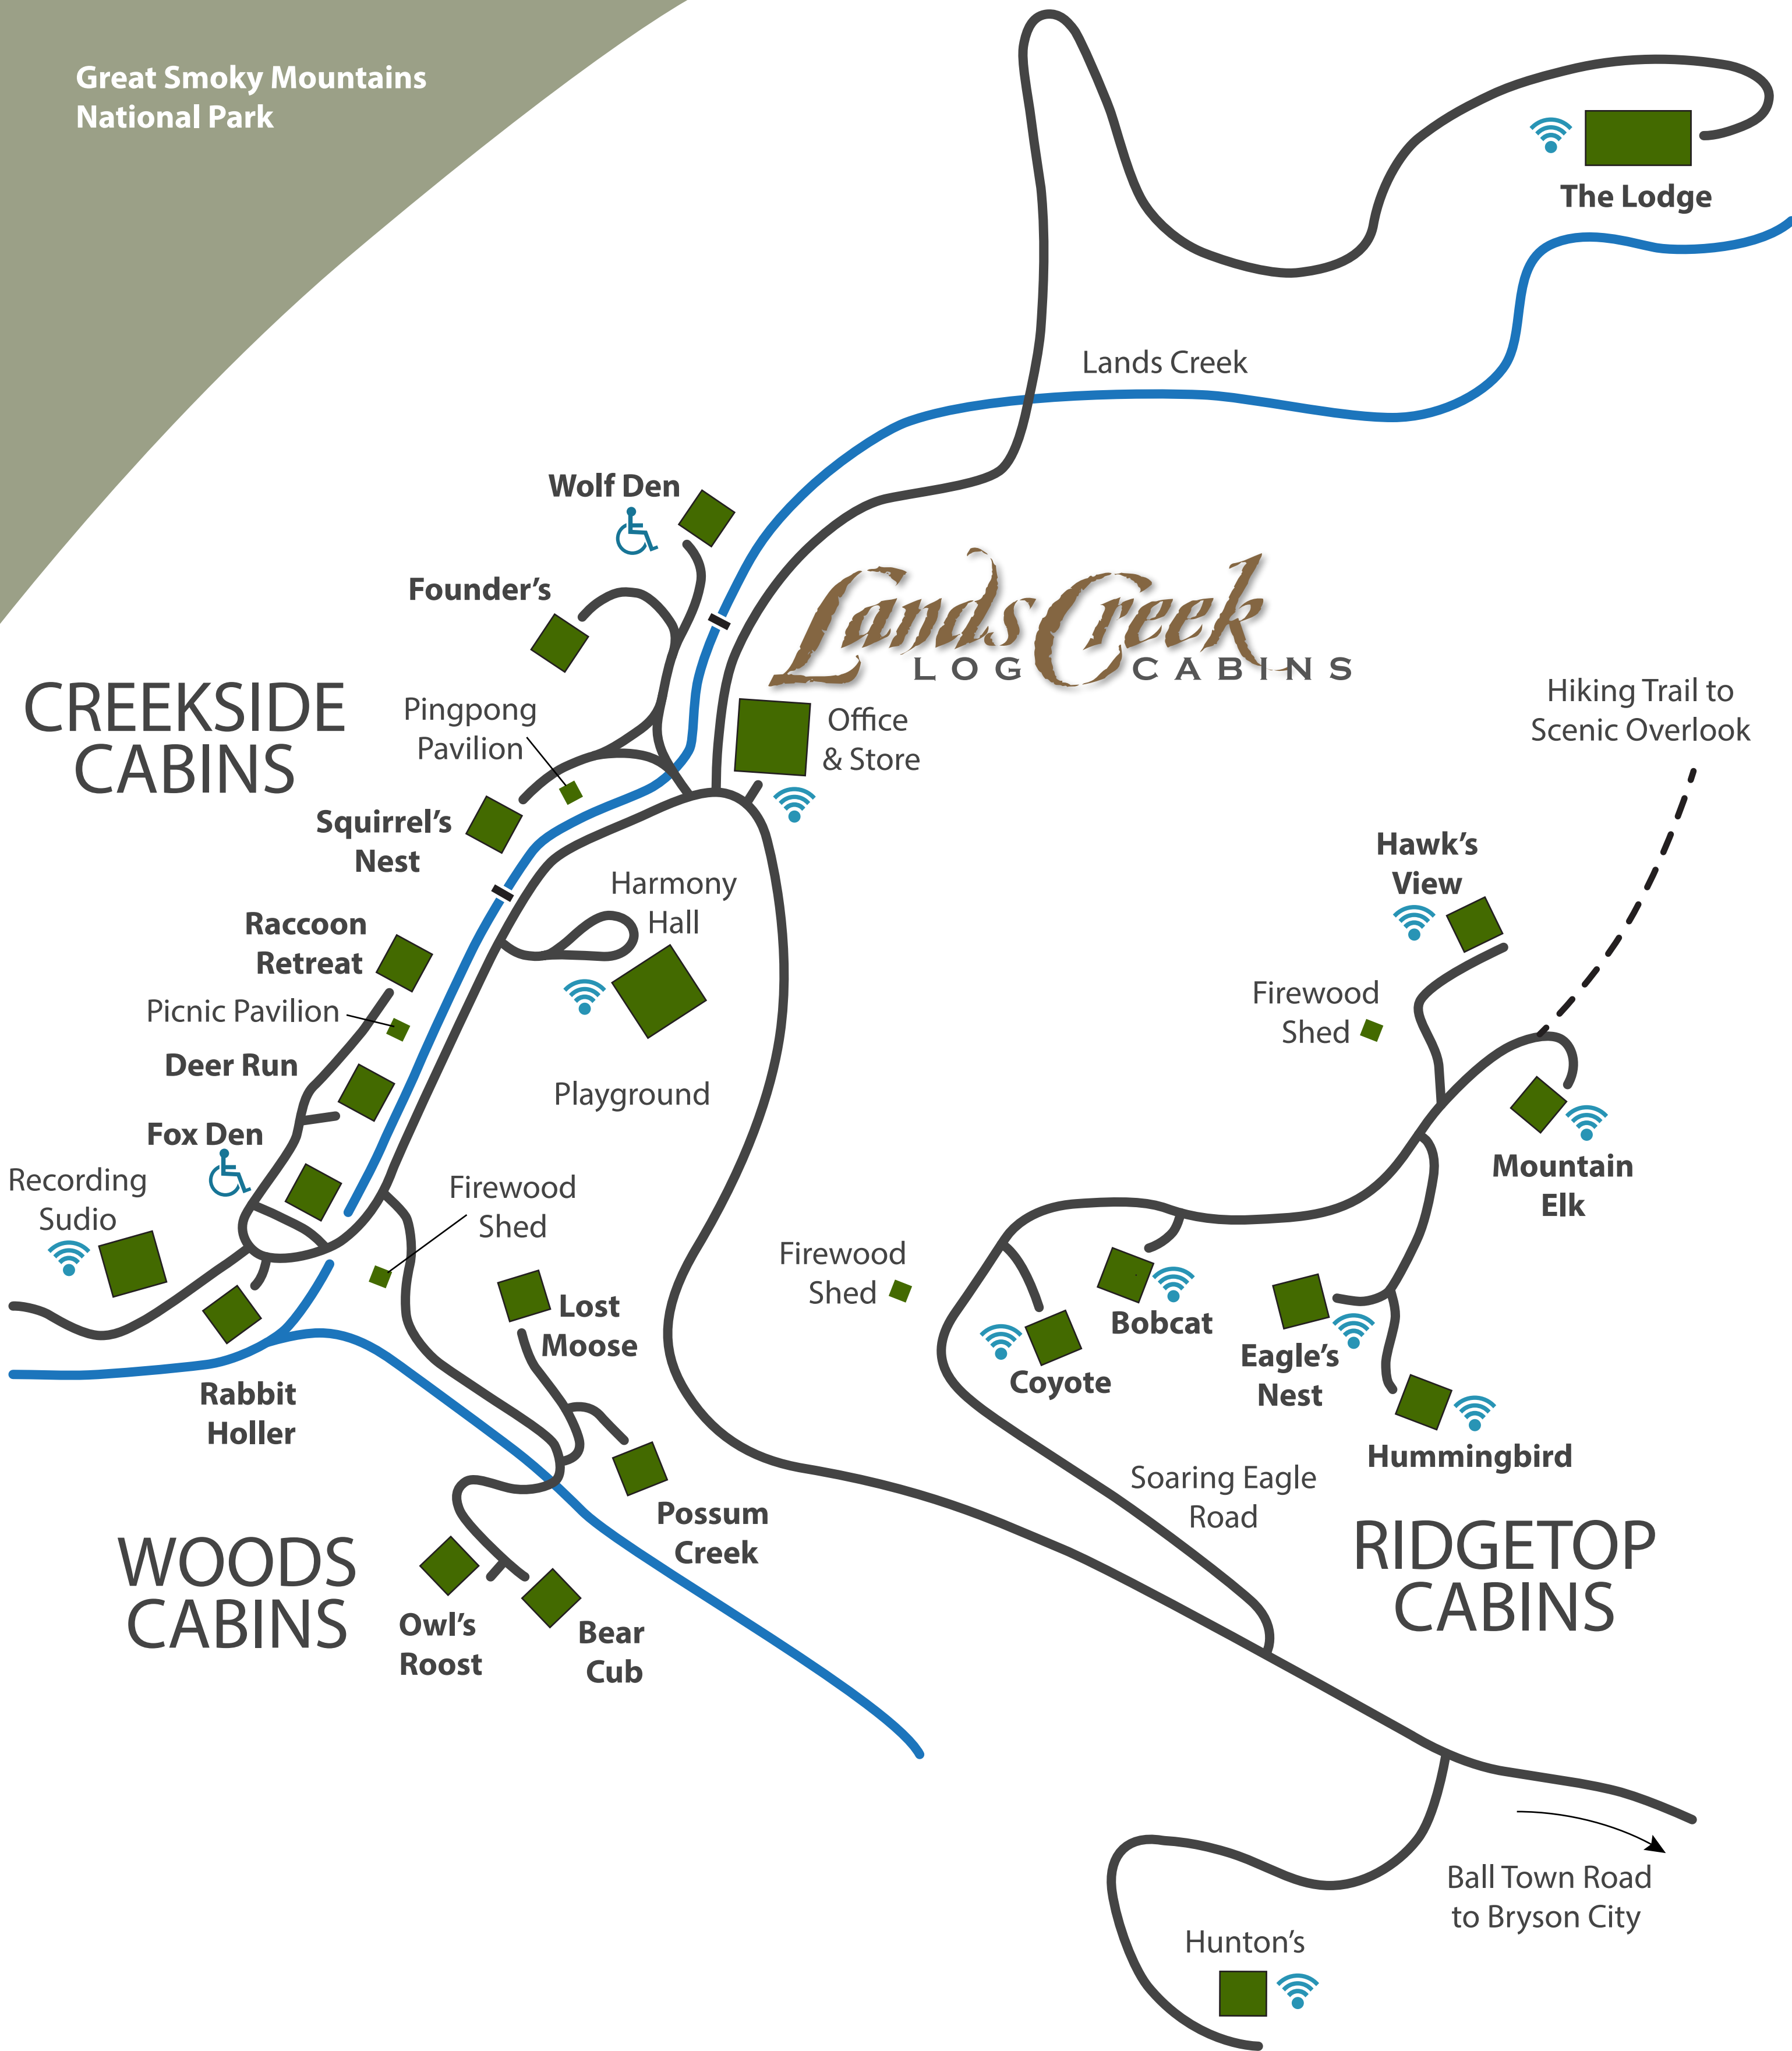 Great Smoky Mountains
National Park
The Lodge
Lands Creek
Wolf Den
Founder's
Lands Creek
LOG CABINS
CREEKSIDE
CABINS
Pingpong
Pavilion
Office
& Store
Hiking Trail to
Scenic Overlook
Squirrel's
Nest
Harmony
Hall
Hawk's
View
Raccoon
Retreat
Picnic Pavilion
Firewood
Shed
Deer Run
Playground
Fox Den
Recording
Sudio
Firewood
Shed
Mountain
Elk
Firewood
Shed
Lost
Moose
Bobcat
Coyote
Eagle's
Nest
Rabbit
Holler
Hummingbird
Soaring Eagle
Road
Possum
Creek
WOODS
CABINS
RIDGETOP
CABINS
Owl's
Roost
Bear
Cub
Ball Town Road
to Bryson City
Hunton's